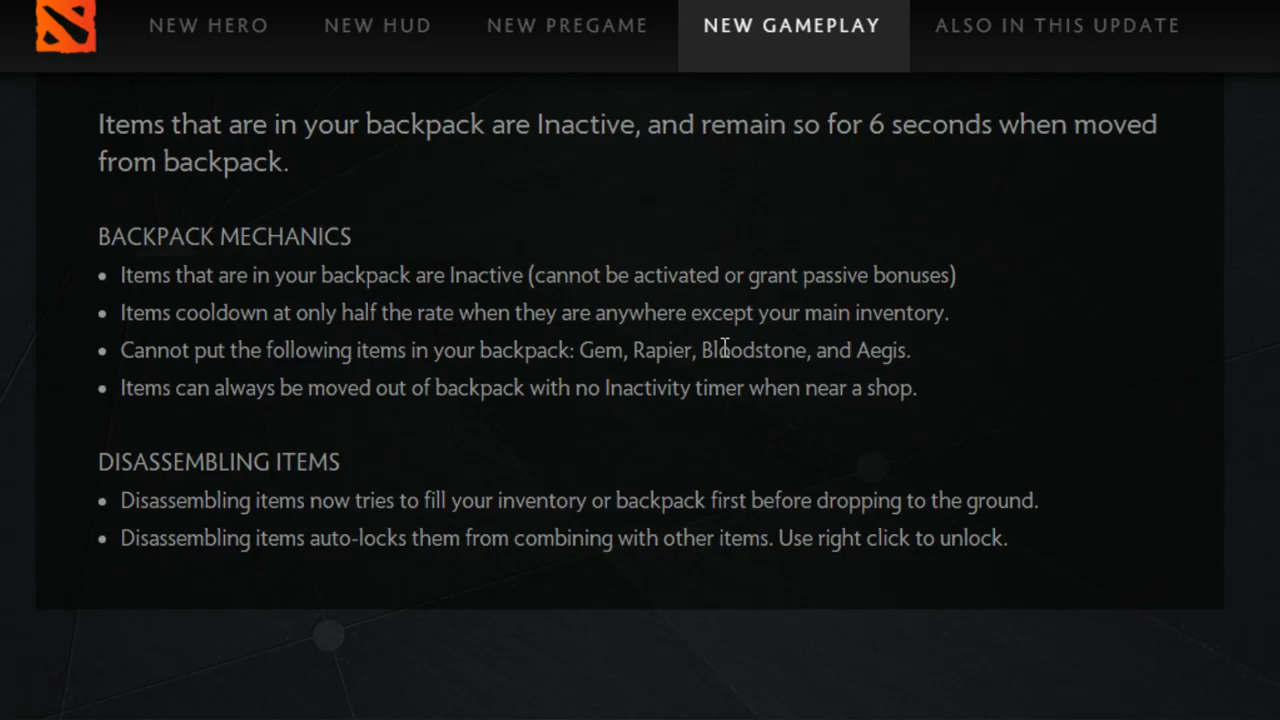 NEW HERO NEW HUD NEW PREGAME NEW GAMEPLAY ALSO IN THIS UPDATE
Items that are in your backpack are Inactive, and remain so for 6 seconds when moved
from backpack.
BACKPACK MECHANICS
• Items that are in your backpack are Inactive (cannot be activated or grant passive bonuses)
• Items cooldown at only half the rate when they are anywhere except your main inventory.
• Cannot put the following items in your backpack: Gem, Rapier, Bloodstone, and Aegis.
• Items can always be moved out of backpack with no Inactivity timer when near a shop.
DISASSEMBLING ITEMS
• Disassembling items now tries to fill your inventory or backpack first before dropping to the ground.
• Disassembling items auto-locks them from combining with other items. Use right click to unlock.